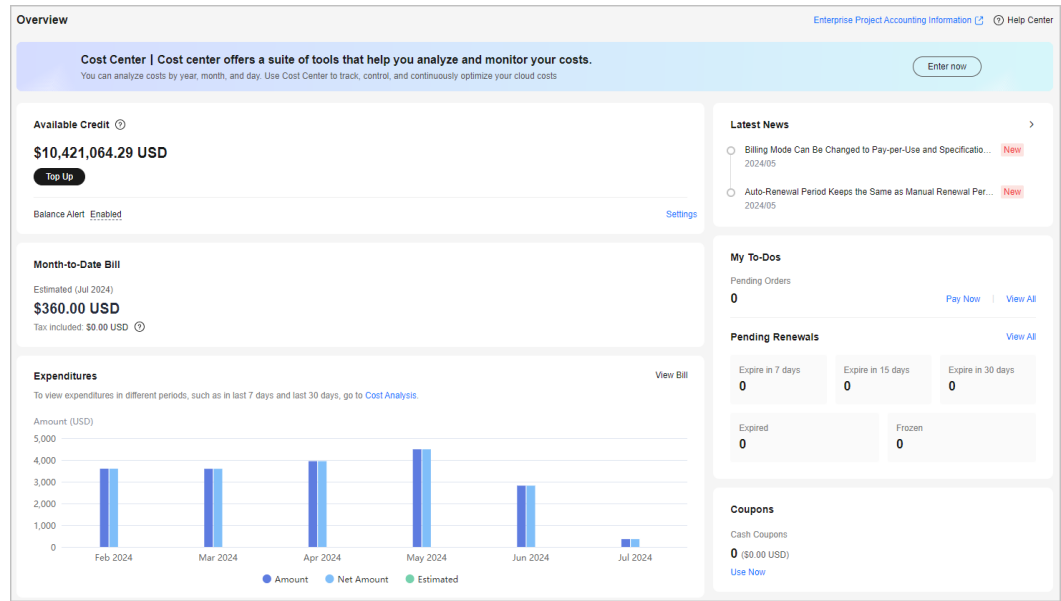 Overview
Enterprise Project Accounting Information
Help Center
Cost Center | Cost center offers a suite of tools that help you analyze and monitor your costs.
You can analyze costs by year, month, and day. Use Cost Center to track, control, and continuously optimize your cloud costs
Enter now
Available Credit
$10,421,064.29 USD
Top Up
Balance Alert Enabled
Settings
Month-to-Date Bill
Estimated (Jul 2024)
$360.00 USD
Tax included: $0.00 USD
Expenditures
View Bill
To view expenditures in different periods, such as in last 7 days and last 30 days, go to Cost Analysis.
Amount (USD)
5,000
4,000
3,000
2,000
1,000
0
Feb 2024 Mar 2024 Apr 2024 May 2024 Jun 2024 Jul 2024
Amount Net Amount Estimated
Latest News
Billing Mode Can Be Changed to Pay-per-Use and Specificatio... New
2024/05
Auto-Renewal Period Keeps the Same as Manual Renewal Per... New
2024/05
My To-Dos
Pending Orders
0
Pay Now View All
Pending Renewals
View All
Expire in 7 days
0
Expire in 15 days
0
Expire in 30 days
0
Expired
0
Frozen
0
Coupons
Cash Coupons
0 ($0.00 USD)
Use Now